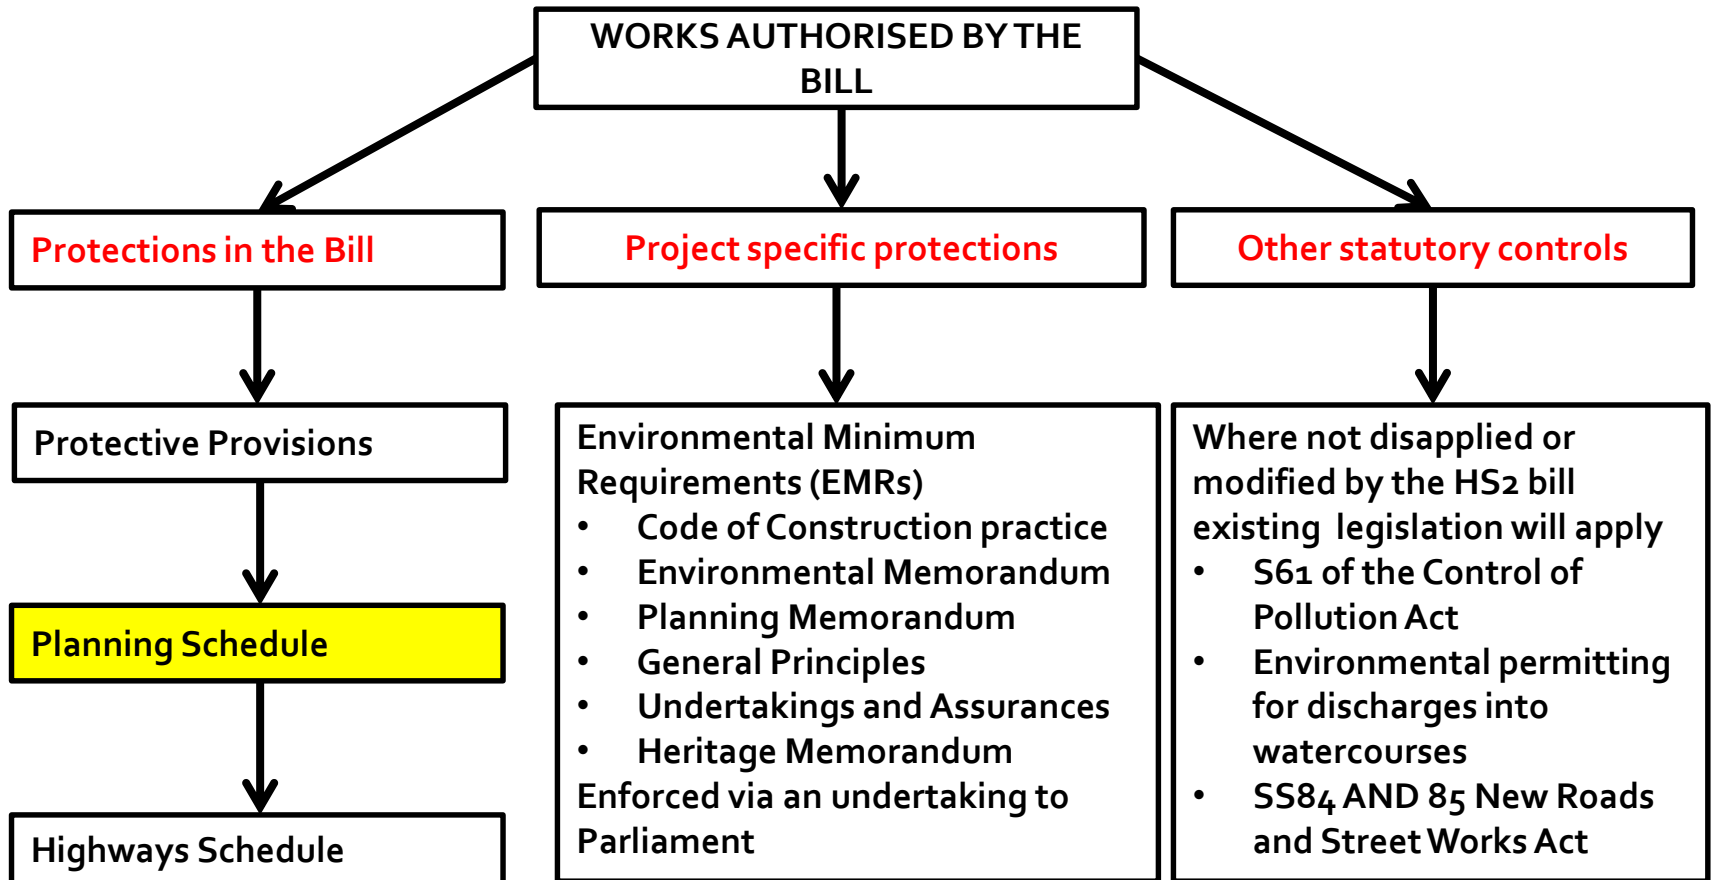 WORKS AUTHORISED BY THE
BILL
Protections in the Bill
Project specific protections
Other statutory controls
Protective Provisions
Planning Schedule
Highways Schedule
Environmental Minimum
Requirements (EMRs)
• Code of Construction practice
• Environmental Memorandum
• Planning Memorandum
• General Principles
• Undertakings and Assurances
• Heritage Memorandum
Enforced via an undertaking to
Parliament
Where not disapplied or
modified by the HS2 bill
existing legislation will apply
• S61 of the Control of
Pollution Act
• Environmental permitting
for discharges into
watercourses
• SS84 AND 85 New Roads
and Street Works Act